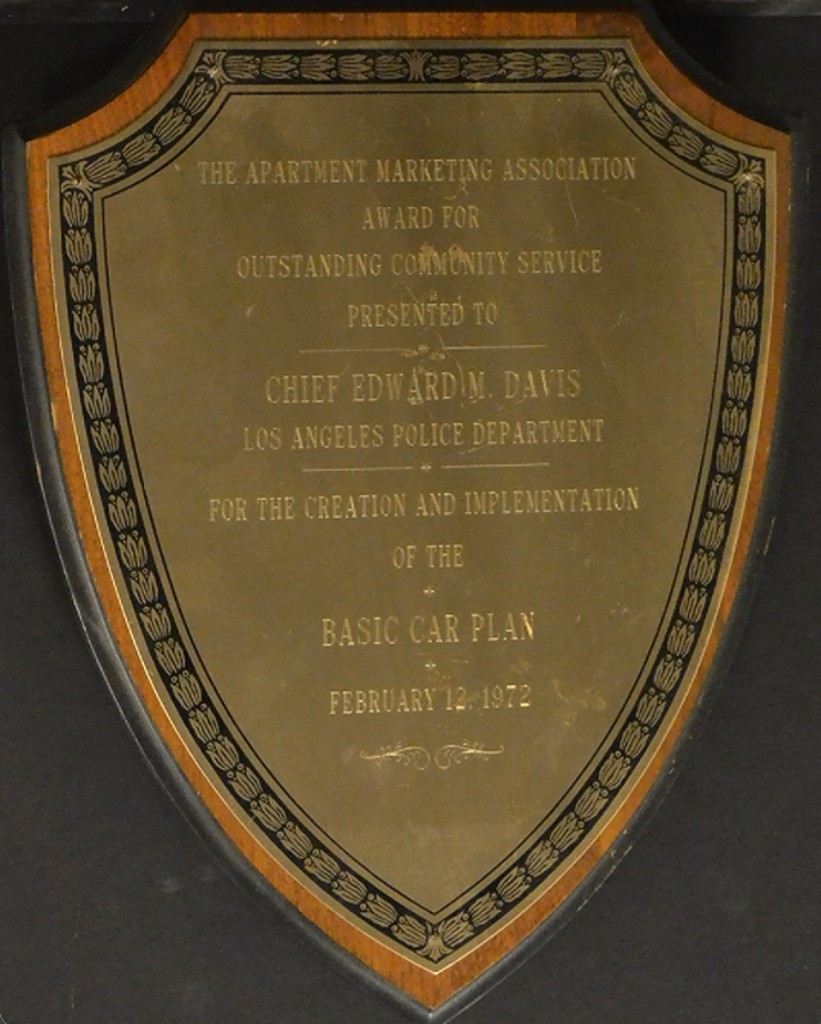 THE APARTMENT MARKETING ASSOCIATION
AWARD FOR
OUTSTANDING COMMUNITY SERVICE
PRESENTED TO
CHIEF EDWARD M. DAVIS
LOS ANGELES POLICE DEPARTMENT
FOR THE CREATION AND IMPLEMENTATION
OF THE
BASIC CAR PLAN
FEBRUARY 12, 1972